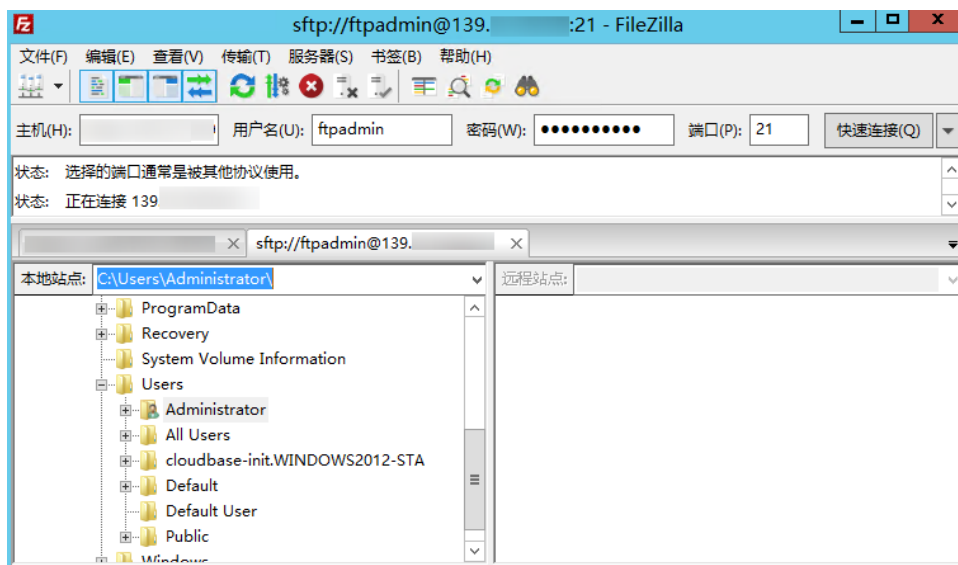 Fz
sftp://ftpadmin@139. :21 - FileZilla
文件(F) 编辑(E) 查看(V) 传输(T) 服务器(S) 书签(B) 帮助(H)
主机(H): 用户名(U): ftpadmin 密码(W): ●●●●●●●●●● 端口(P): 21 快速连接(Q)
状态: 选择的端口通常是被其他协议使用。
状态: 正在连接 139
sftp://ftpadmin@139.
本地站点: C:\Users\Administrator\ 远程站点:
ProgramData
Recovery
System Volume Information
Users
Administrator
All Users
cloudbase-init.WINDOWS2012-STA
Default
Default User
Public
Windows